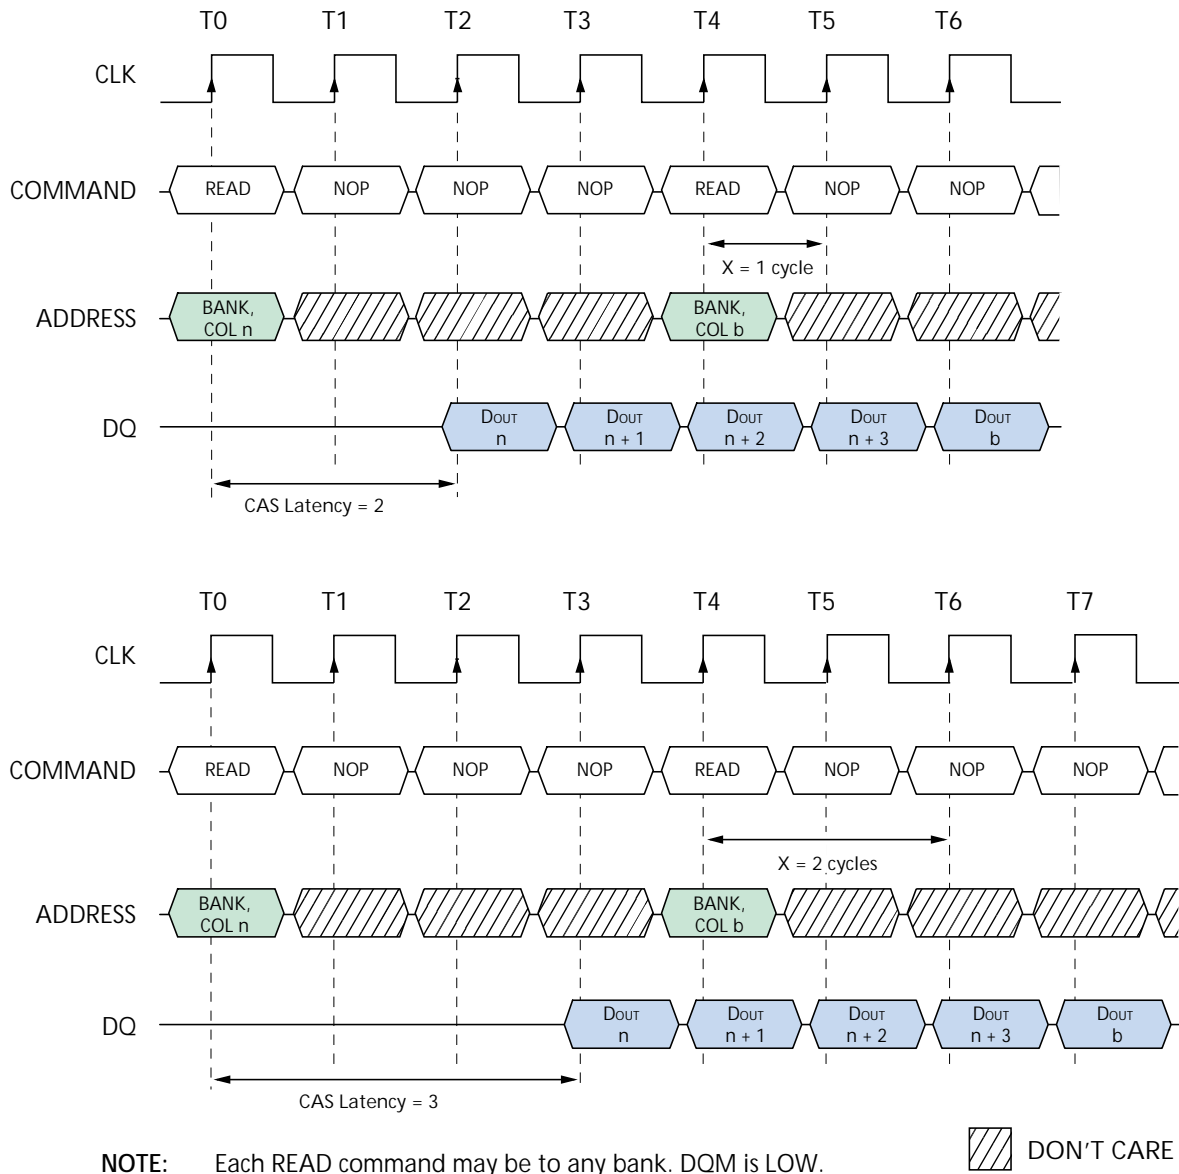 T0 T1 T2 T3 T4 T5 T6
CLK
COMMAND READ NOP NOP NOP READ NOP NOP
X = 1 cycle
ADDRESS BANK, COL n BANK, COL b
DQ DOUT n DOUT n + 1 DOUT n + 2 DOUT n + 3 DOUT b
CAS Latency = 2
T0 T1 T2 T3 T4 T5 T6 T7
CLK
COMMAND READ NOP NOP NOP READ NOP NOP NOP
X = 2 cycles
ADDRESS BANK, COL n BANK, COL b
DQ DOUT n DOUT n + 1 DOUT n + 2 DOUT n + 3 DOUT b
CAS Latency = 3
DON'T CARE
NOTE: Each READ command may be to any bank. DQM is LOW.